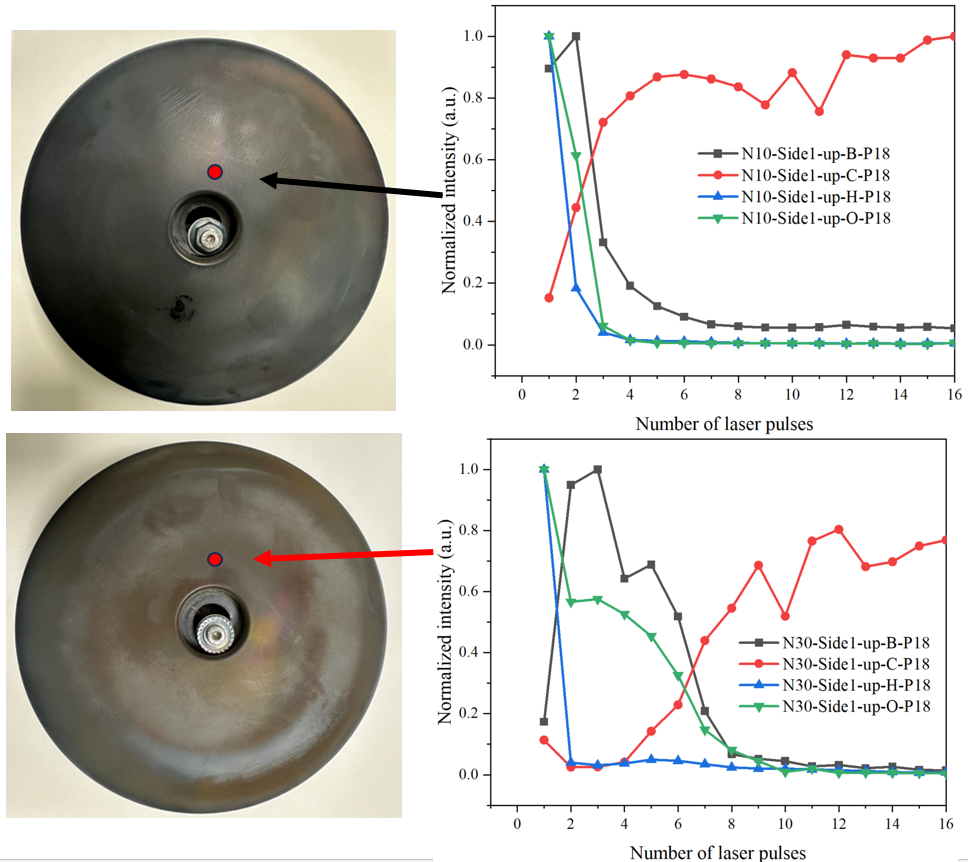 Normalized intensity (a.u.)
1.0
0.8
0.6
0.4
0.2
0.0
N10-Side1-up-B-P18
N10-Side1-up-C-P18
N10-Side1-up-H-P18
N10-Side1-up-O-P18
0 2 4 6 8 10 12 14 16
Number of laser pulses
Normalized intensity (a.u.)
1.0
0.8
0.6
0.4
0.2
0.0
N30-Side1-up-B-P18
N30-Side1-up-C-P18
N30-Side1-up-H-P18
N30-Side1-up-O-P18
0 2 4 6 8 10 12 14 16
Number of laser pulses